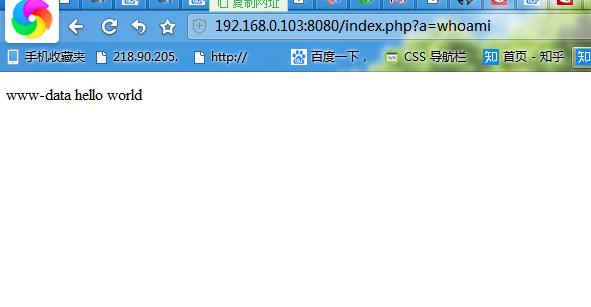 复制网址
192.168.0.103:8080/index.php?a=whoami
手机收藏夹 218.90.205. http:// 百度一下， CSS 导航栏 知 首页 - 知乎 知
www-data hello world